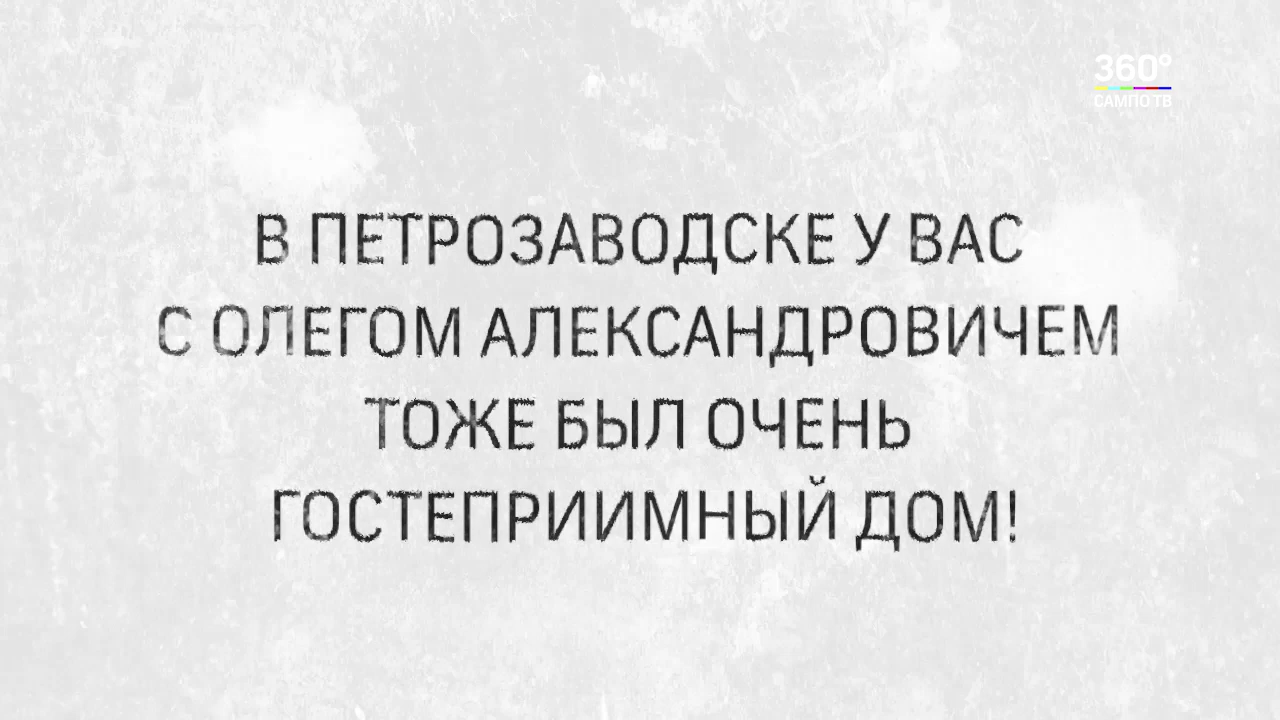 360°
САМПО ТВ
В ПЕТРОЗАВОДСКЕ У ВАС
С ОЛЕГОМ АЛЕКСАНДРОВИЧЕМ
ТОЖЕ БЫЛ ОЧЕНЬ
ГОСТЕПРИИМНЫЙ ДОМ!